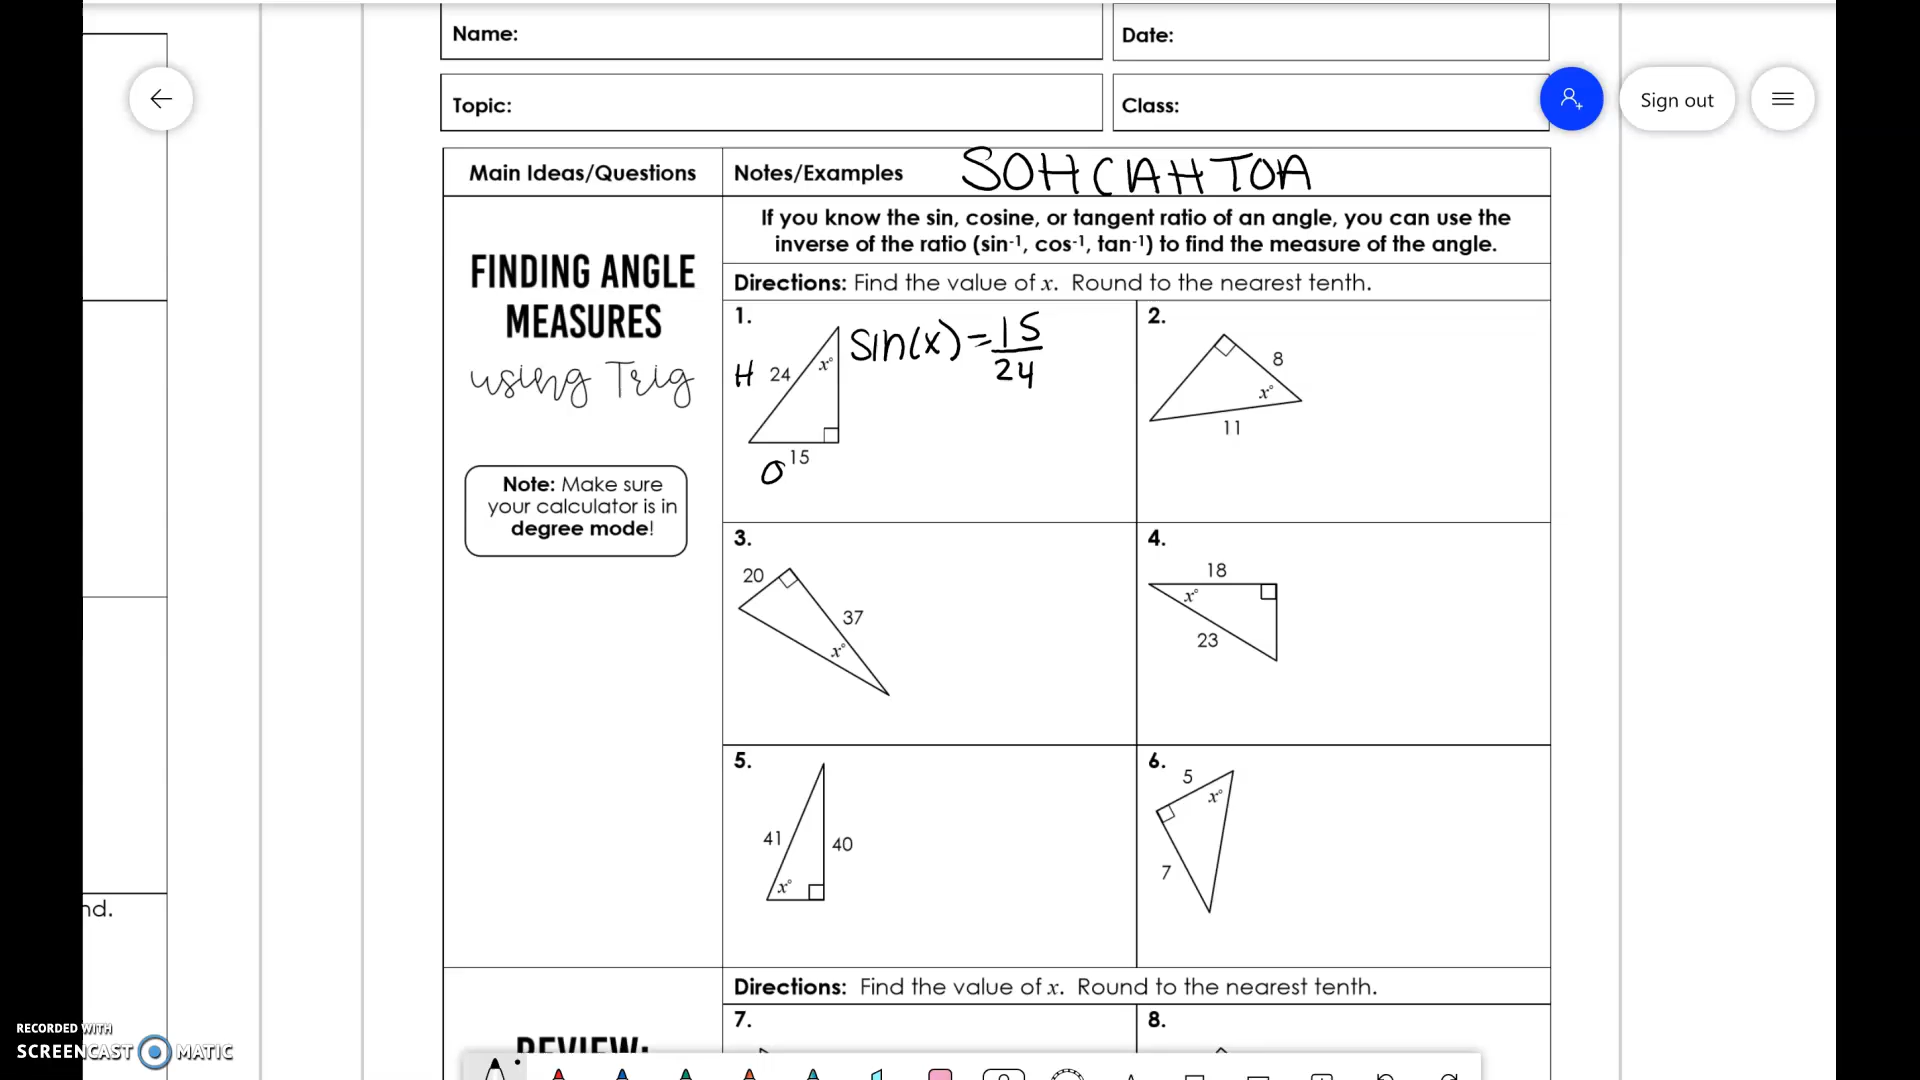 Name:
Date:
Sign out
Topic:
Class:
Main Ideas/Questions
Notes/Examples
SOHCAHTOA
If you know the sin, cosine, or tangent ratio of an angle, you can use the
inverse of the ratio (sin-1, cos-1, tan-1) to find the measure of the angle.
FINDING ANGLE
MEASURES
using Trig
Note: Make sure
your calculator is in
degree mode!
Directions: Find the value of x. Round to the nearest tenth.
1.
sin(x) = 15/24
H 24
x°
O 15
2.
8
x°
11
3.
20
37
x°
4.
18
x°
23
5.
41
40
x°
6.
5
x°
7
nd.
Directions: Find the value of x. Round to the nearest tenth.
REVIEW:
7.
8.
RECORDED WITH
SCREENCAST MATIC